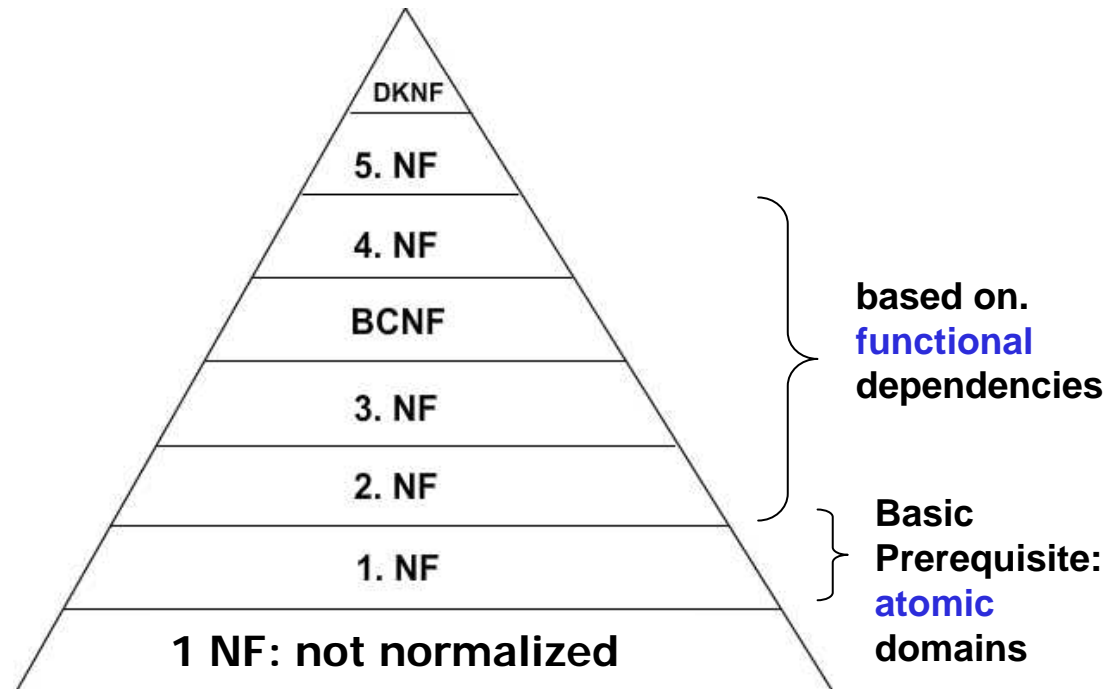 DKNF
5. NF
4. NF
BCNF
3. NF
2. NF
1. NF
1 NF: not normalized
based on.
functional
dependencies
Basic
Prerequisite:
atomic
domains